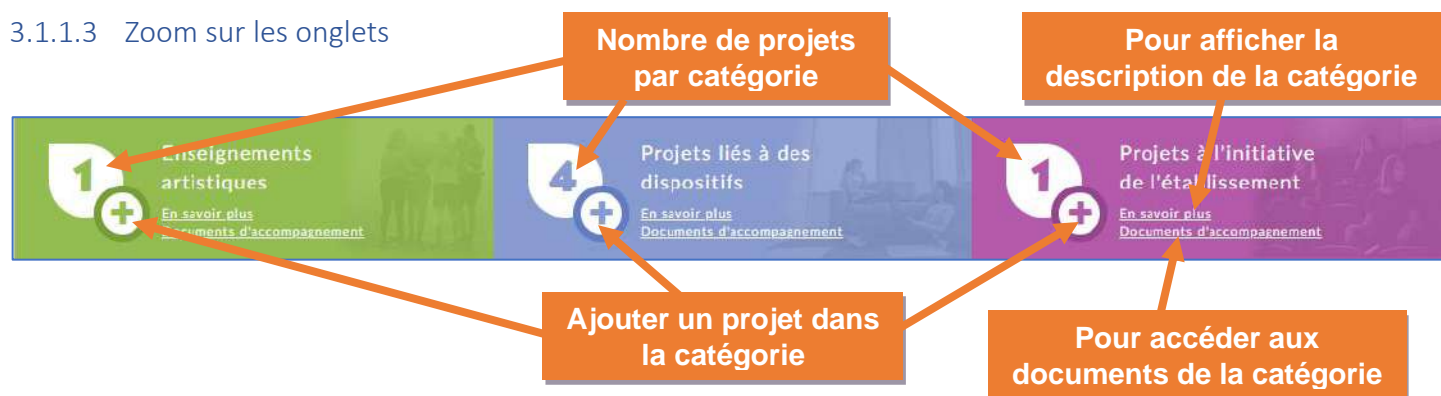 3.1.1.3 Zoom sur les onglets
Nombre de projets
par catégorie
Pour afficher la
description de la catégorie
1
Enseignements
artistiques
En savoir plus
Documents d'accompagnement
4
Projets liés à des
dispositifs
En savoir plus
Documents d'accompagnement
1
Projets à l'initiative
de l'établissement
En savoir plus
Documents d'accompagnement
Ajouter un projet dans
la catégorie
Pour accéder aux
documents de la catégorie